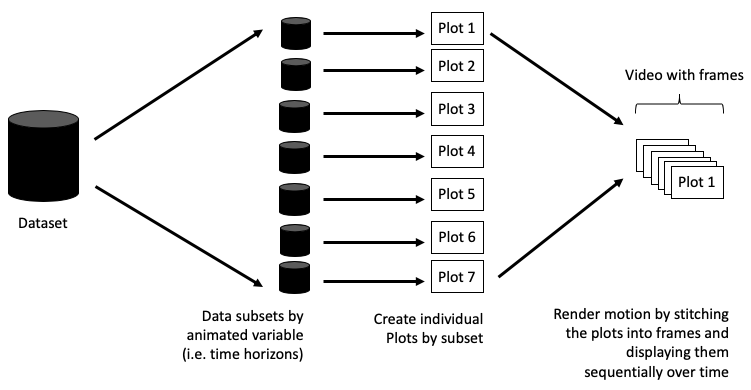 Plot 1
Plot 2
Plot 3
Plot 4
Plot 5
Plot 6
Plot 7
Video with frames
Plot 1
Dataset
Data subsets by
animated variable
(i.e. time horizons)
Create individual
Plots by subset
Render motion by stitching
the plots into frames and
displaying them
sequentially over time